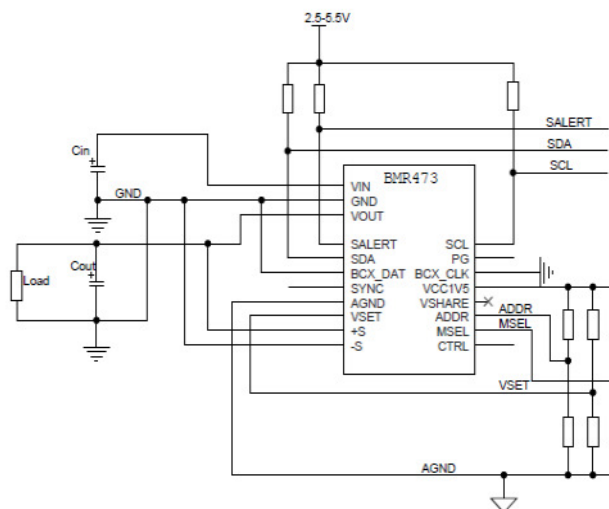 2.5-5.5V
SALERT
SDA
SCL
Cin
GND
BMR473
VIN
GND
VOUT
SALERT
SDA
BCX_DAT
SYNC
AGND
VSET
+S
-S
SCL
PG
BCX_CLK
VCC1V5
VSHARE
ADDR
MSEL
CTRL
Load
Cout
ADDR
MSEL
VSET
AGND